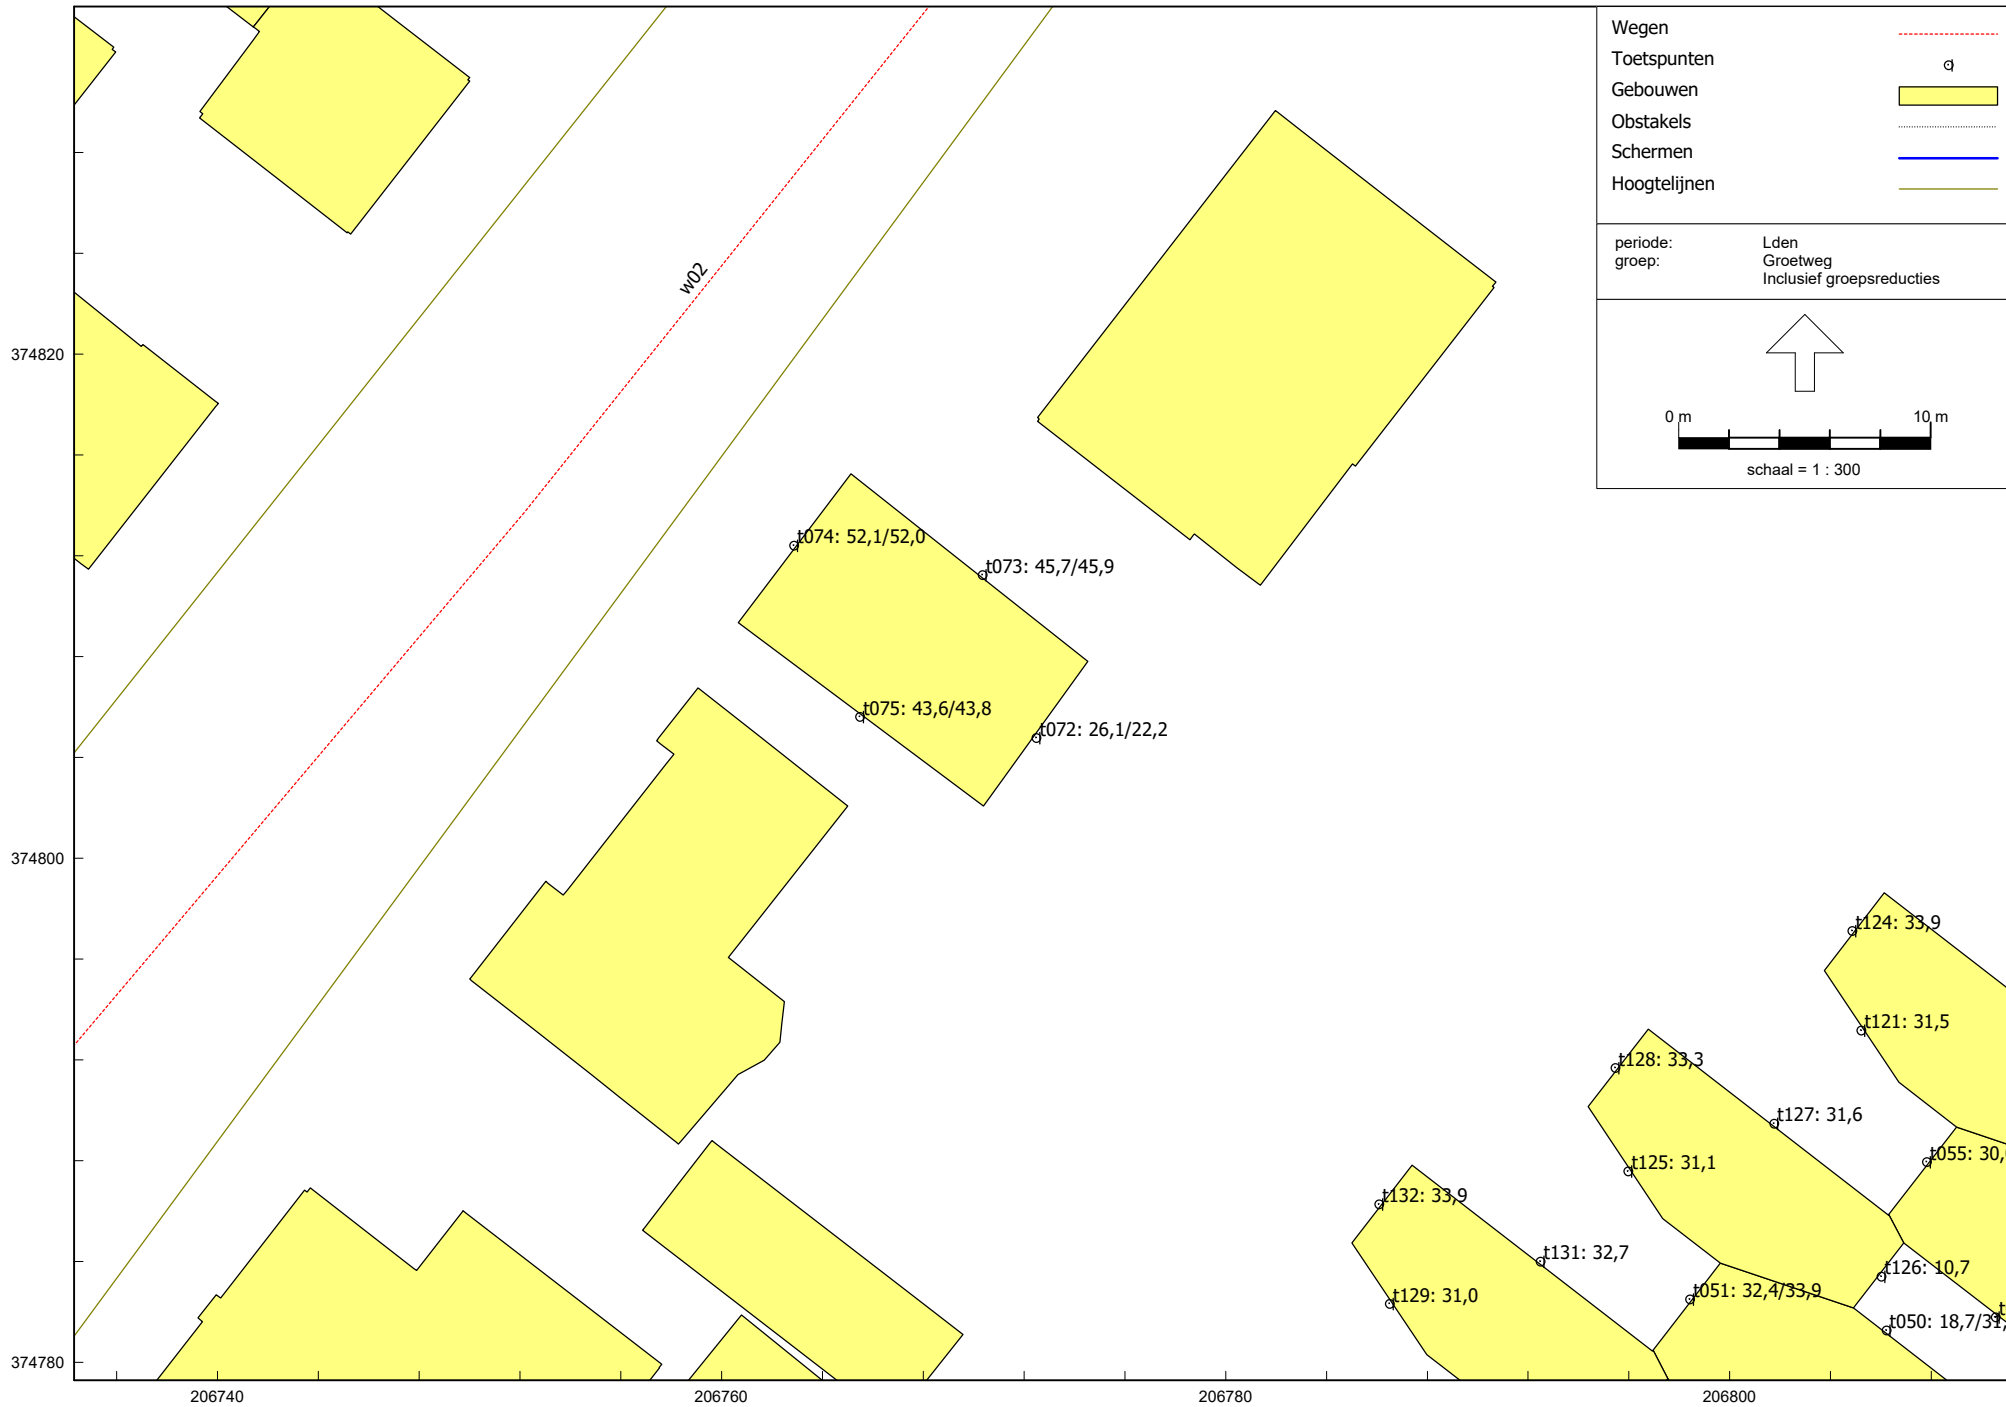 Wegen
Toetspunten
Gebouwen
Obstakels
Schermen
Hoogtelijnen
periode: Lden
groep: Groetweg
Inclusief groepsreducties
0 m 10 m
schaal = 1 : 300
w02
374820
t074: 52,1/52,0
t073: 45,7/45,9
t075: 43,6/43,8
t072: 26,1/22,2
374800
t124: 33,9
t121: 31,5
t128: 33,3
t127: 31,6
t055: 30,
t125: 31,1
t132: 33,9
t131: 32,7
t126: 10,7
t129: 31,0
t051: 32,4/33,9
t050: 18,7/31,
374780
206740 206760 206780 206800